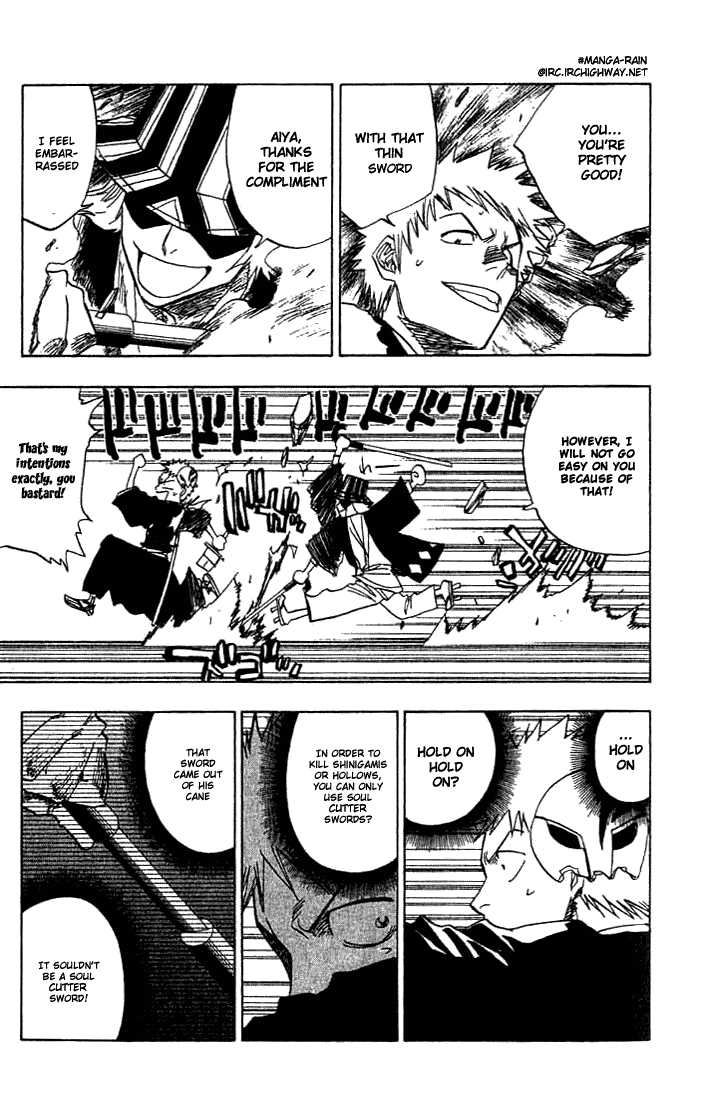 #MANGA-RAIN
@IRC.IRCHIGHWAY.NET
YOU...
YOU'RE
PRETTY
GOOD!
WITH THAT
THIN
SWORD
AIYA,
THANKS
FOR THE
COMPLIMENT
I FEEL
EMBAR-
RASSED
HOWEVER, I
WILL NOT GO
EASY ON YOU
BECAUSE OF
THAT!
That's my
intentions
exactly, you
bastard!
...
HOLD
ON
HOLD ON
HOLD
ON?
IN ORDER TO
KILL SHINIGAMIS
OR HOLLOWS,
YOU CAN ONLY
USE SOUL
CUTTER
SWORDS?
THAT
SWORD
CAME OUT
OF HIS
CANE
IT SOULDN'T
BE A SOUL
CUTTER
SWORD!